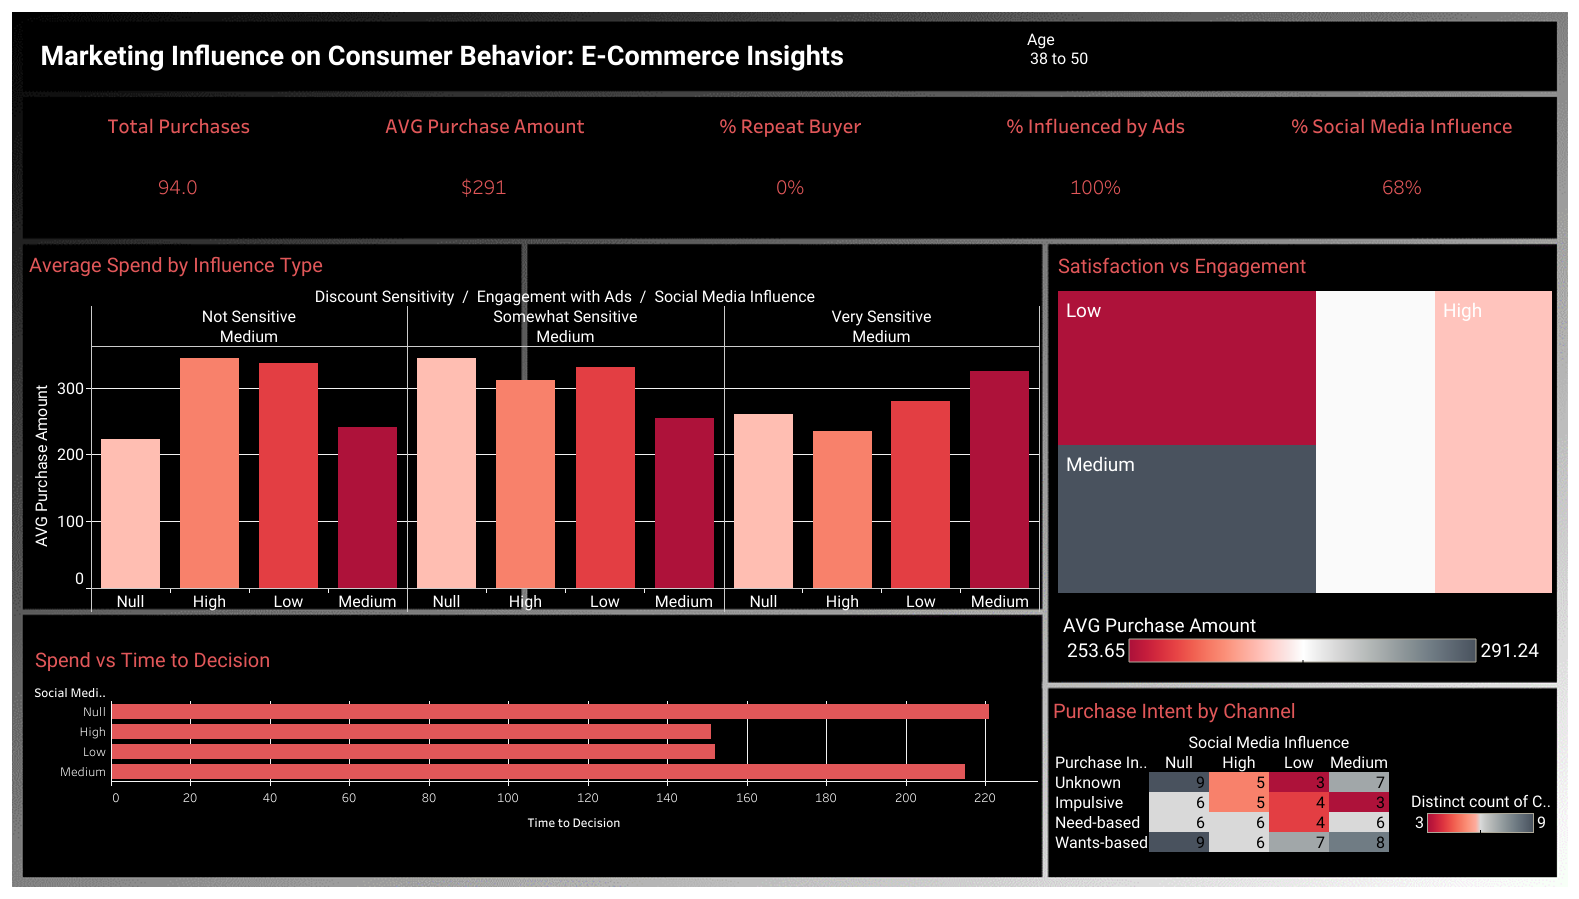 Marketing Influence on Consumer Behavior: E-Commerce Insights
Age
38 to 50
Total Purchases
AVG Purchase Amount
% Repeat Buyer
% Influenced by Ads
% Social Media Influence
94.0
$291
0%
100%
68%
Average Spend by Influence Type
Discount Sensitivity / Engagement with Ads / Social Media Influence
Not Sensitive
Somewhat Sensitive
Very Sensitive
Medium
Medium
Medium
AVG Purchase Amount
300
200
100
0
Null
High
Low
Medium
Null
High
Low
Medium
Null
High
Low
Medium
Satisfaction vs Engagement
Low
High
Medium
AVG Purchase Amount
253.65
291.24
Spend vs Time to Decision
Social Medi..
Null
High
Low
Medium
0 20 40 60 80 100 120 140 160 180 200 220
Time to Decision
Purchase Intent by Channel
Social Media Influence
Purchase In.. Null High Low Medium
Unknown 9 5 3 7
Impulsive 6 5 4 3
Need-based 6 6 4 6
Wants-based 9 6 7 8
Distinct count of C..
3
9